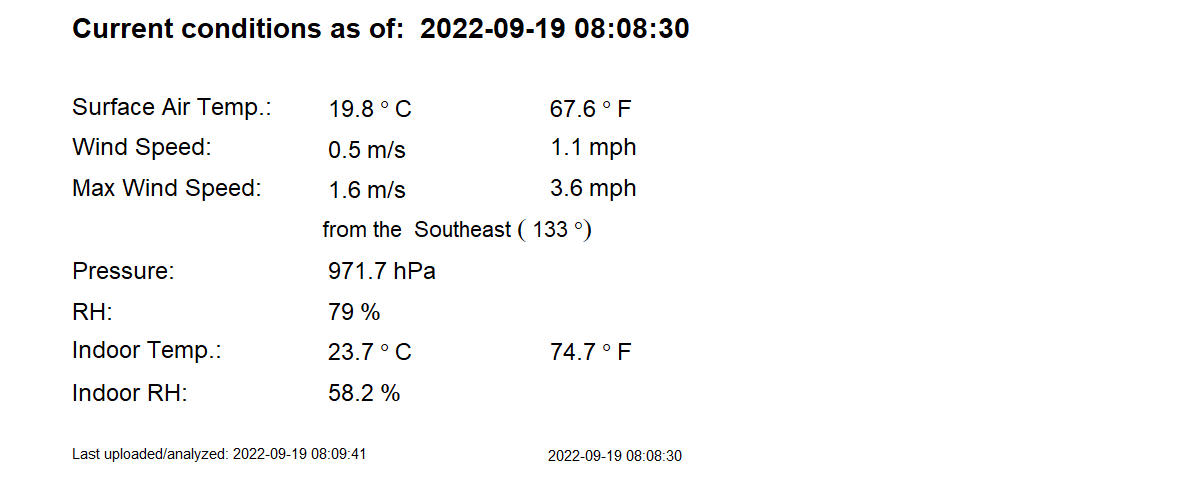 Current conditions as of: 2022-09-19 08:08:30
Surface Air Temp.: 19.8 ° C 67.6 ° F
Wind Speed: 0.5 m/s 1.1 mph
Max Wind Speed: 1.6 m/s 3.6 mph
from the Southeast ( 133 °)
Pressure: 971.7 hPa
RH: 79 %
Indoor Temp.: 23.7 ° C 74.7 ° F
Indoor RH: 58.2 %
Last uploaded/analyzed: 2022-09-19 08:09:41 2022-09-19 08:08:30